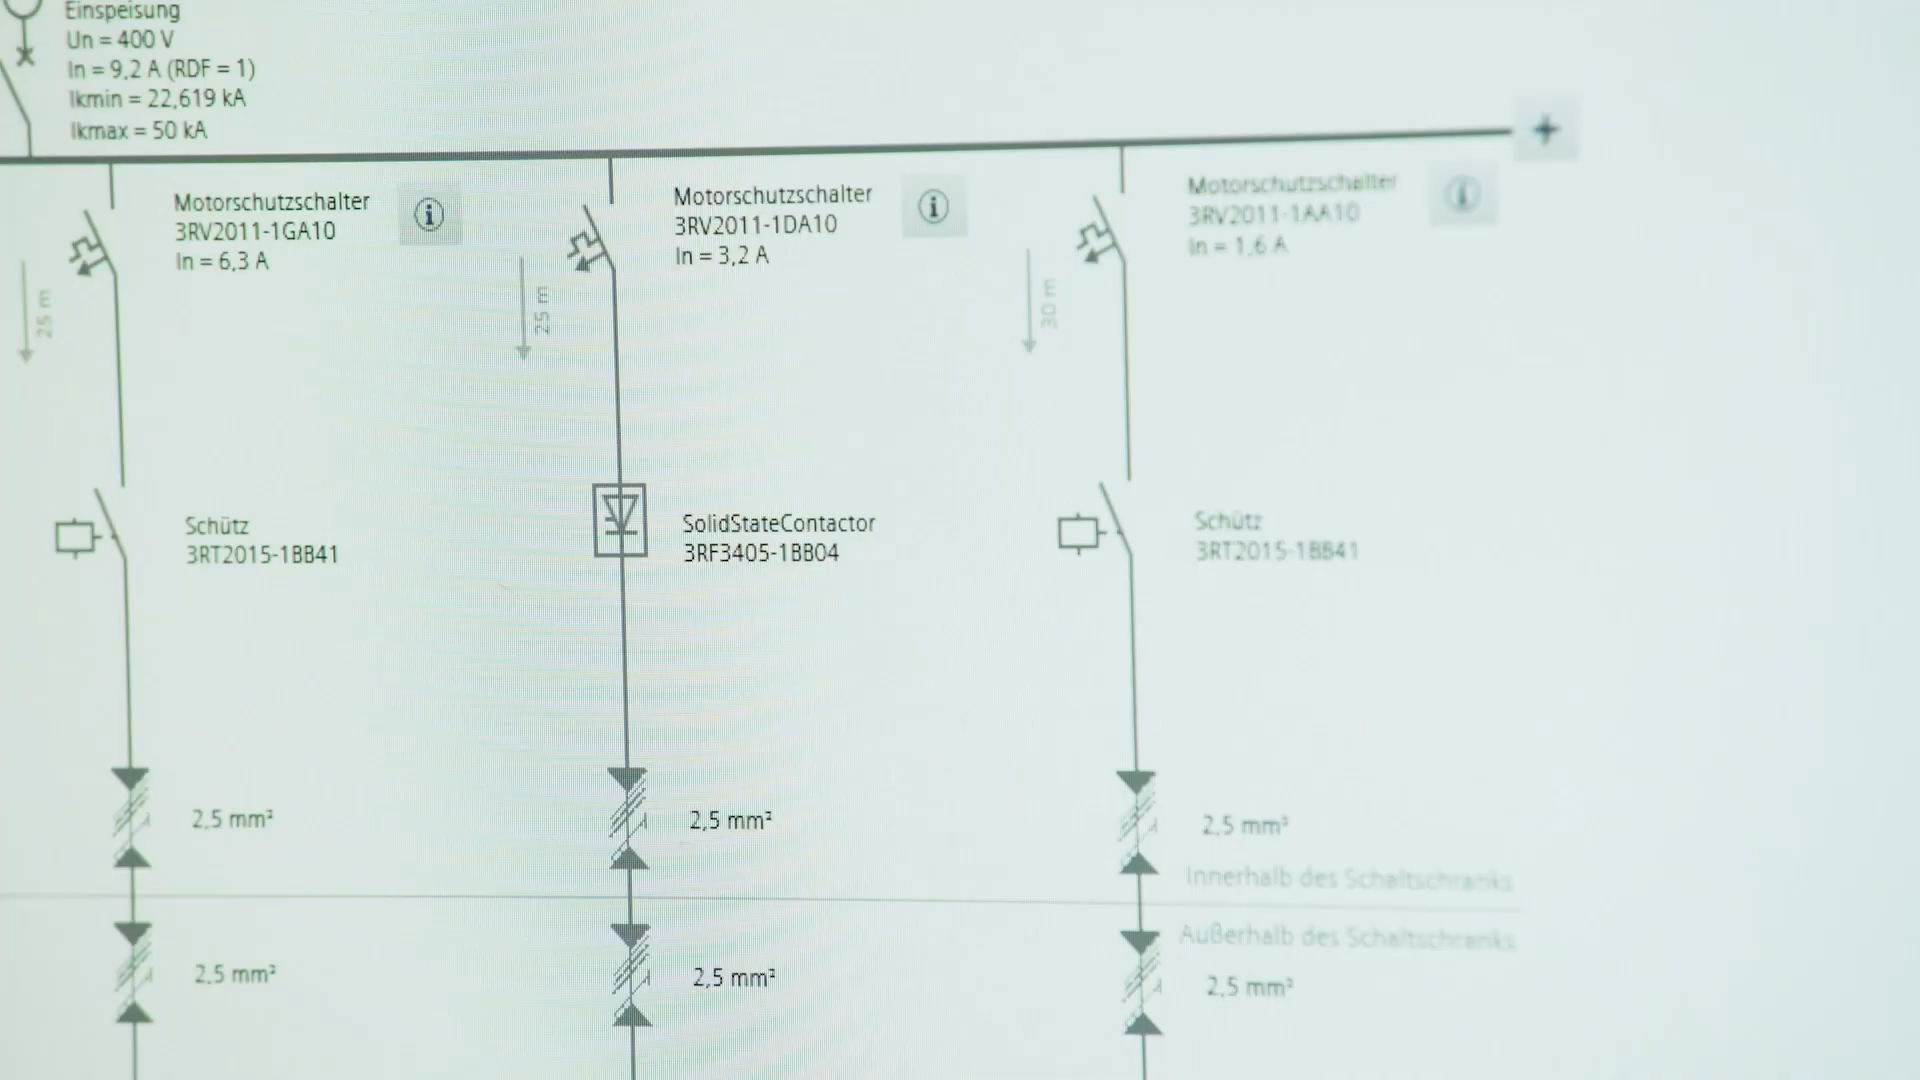 Einspeisung
Un = 400 V
In = 9,2 A (RDF = 1)
Ikmin = 22,619 kA
Ikmax = 50 kA
Motorschutzschalter
3RV2011-1GA10
In = 6,3 A
25 m
Motorschutzschalter
3RV2011-1DA10
In = 3,2 A
25 m
Motorschutzschalter
3RV2011-1AA10
In = 1,6 A
30 m
Schütz
3RT2015-1BB41
SolidStateContactor
3RF3405-1BB04
Schütz
3RT2015-1BB41
2,5 mm²
2,5 mm²
2,5 mm²
Innerhalb des Schaltschranks
Außerhalb des Schaltschranks
2,5 mm²
2,5 mm²
2,5 mm²